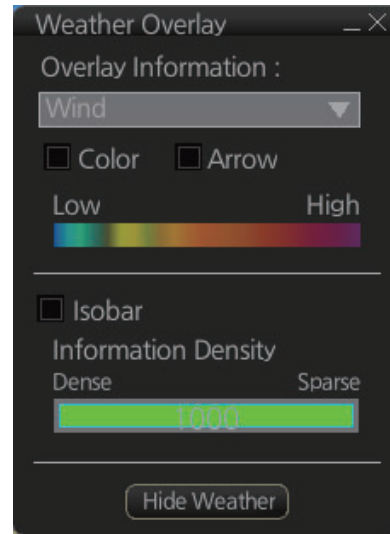 Weather Overlay
Overlay Information :
Wind
Color Arrow
Low High
Isobar
Information Density
Dense Sparse
1000
Hide Weather